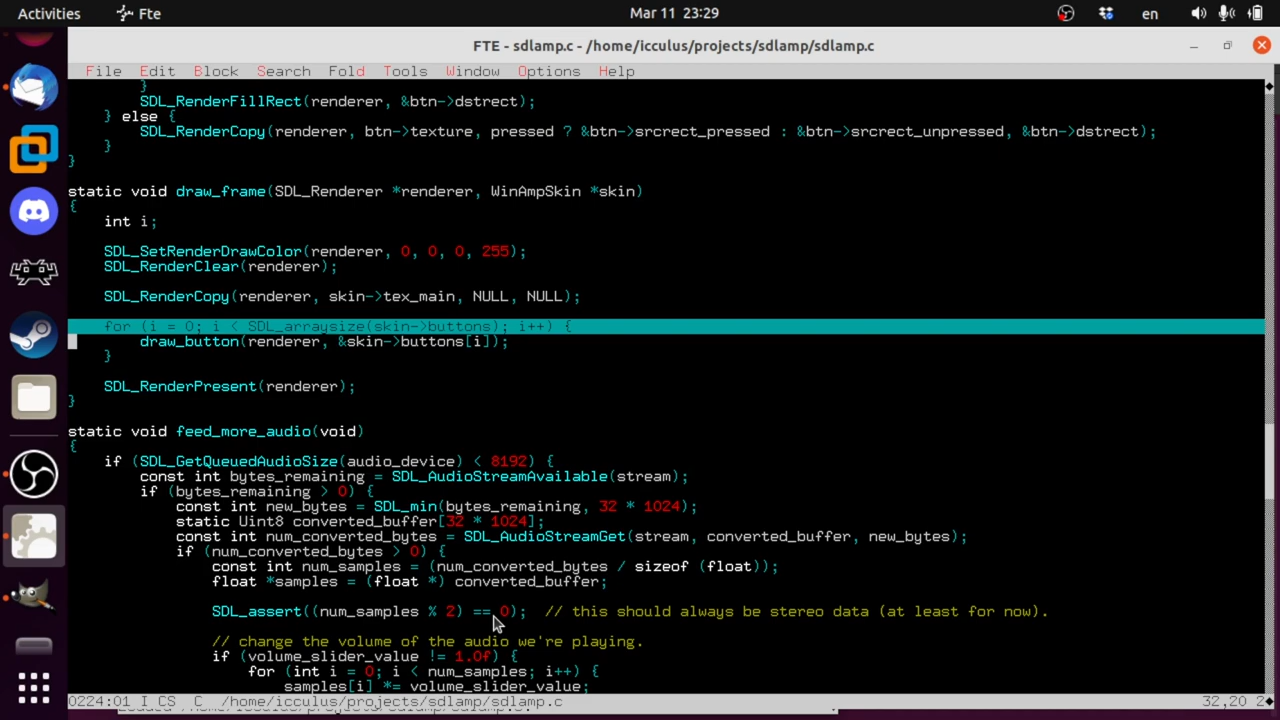 Activities
Fte
Mar 11 23:29
en
FTE - sdlamp.c - /home/icculus/projects/sdlamp/sdlamp.c
File Edit Block Search Fold Tools Window Options Help
}
SDL_RenderFillRect(renderer, &btn->dstrect);
} else {
SDL_RenderCopy(renderer, btn->texture, pressed ? &btn->srcrect_pressed : &btn->srcrect_unpressed, &btn->dstrect);
}
}
static void draw_frame(SDL_Renderer *renderer, WinAmpSkin *skin)
{
int i;
SDL_SetRenderDrawColor(renderer, 0, 0, 0, 255);
SDL_RenderClear(renderer);
SDL_RenderCopy(renderer, skin->tex_main, NULL, NULL);
for (i = 0; i < SDL_arraysize(skin->buttons); i++) {
draw_button(renderer, &skin->buttons[i]);
}
SDL_RenderPresent(renderer);
}
static void feed_more_audio(void)
{
if (SDL_GetQueuedAudioSize(audio_device) < 8192) {
const int bytes_remaining = SDL_AudioStreamAvailable(stream);
if (bytes_remaining > 0) {
const int new_bytes = SDL_min(bytes_remaining, 32 * 1024);
static Uint8 converted_buffer[32 * 1024];
const int num_converted_bytes = SDL_AudioStreamGet(stream, converted_buffer, new_bytes);
if (num_converted_bytes > 0) {
const int num_samples = (num_converted_bytes / sizeof (float));
float *samples = (float *) converted_buffer;
SDL_assert((num_samples % 2) == 0);  // this should always be stereo data (at least for now).
// change the volume of the audio we're playing.
if (volume_slider_value != 1.0f) {
for (int i = 0; i < num_samples; i++) {
samples[i] *= volume_slider_value;
0224:01 I CS  C  /home/icculus/projects/sdlamp/sdlamp.c
32,20 2